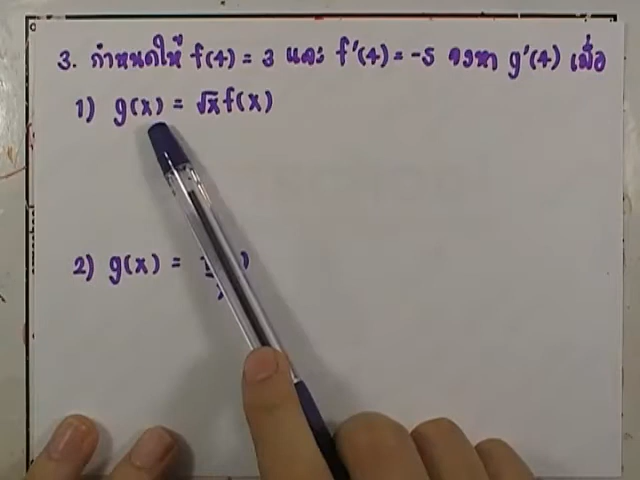 3. กำหนดให้ f(4) = 3 และ f'(4) = -5 จงหา g'(4) เมื่อ
1) g(x) = √x f(x)
2) g(x) =